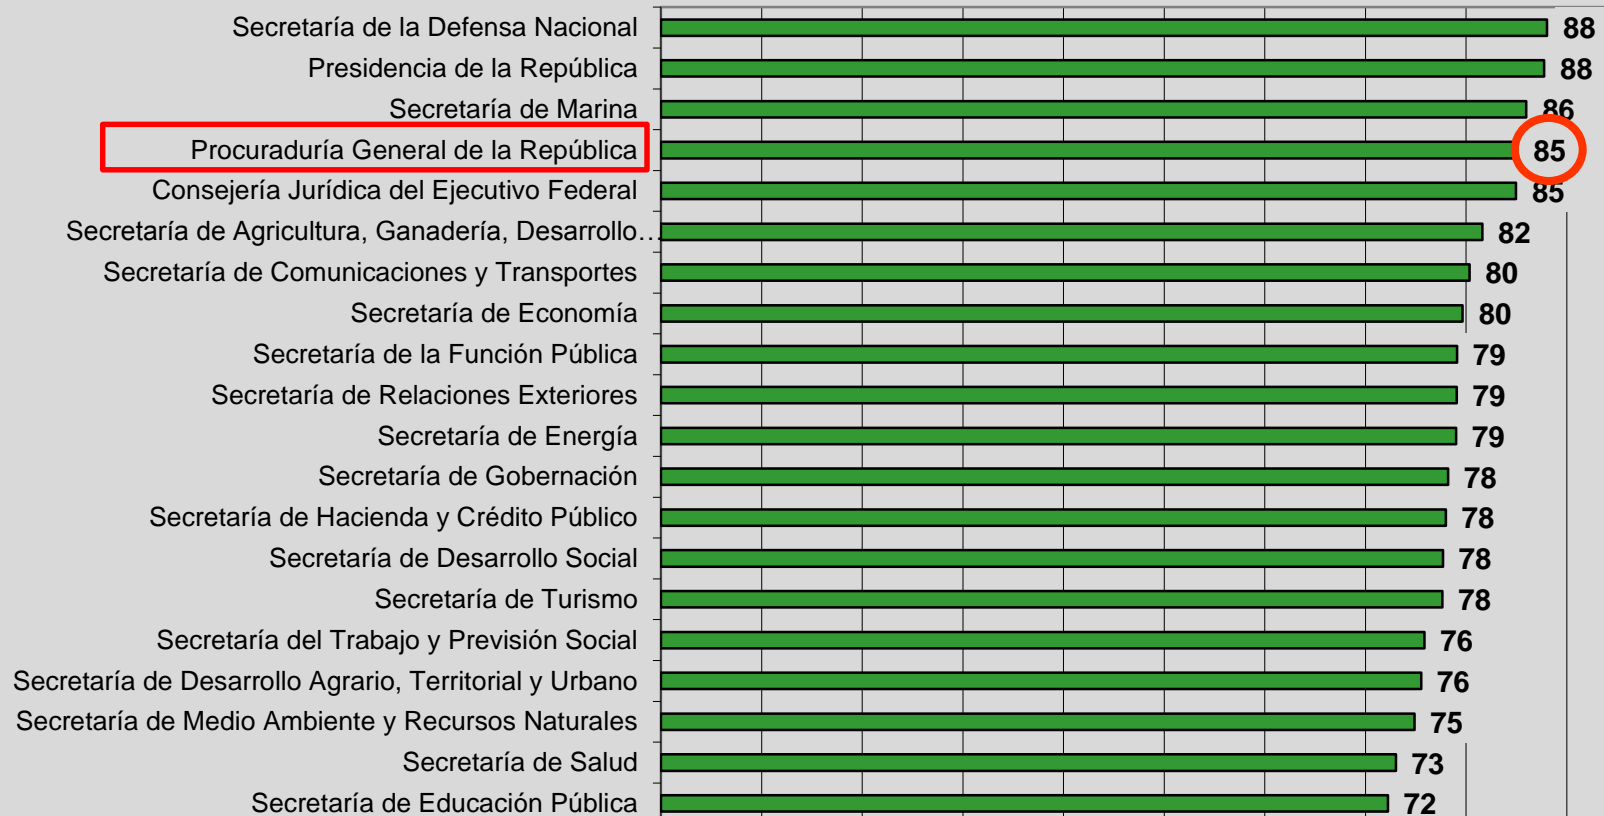 Secretaría de la Defensa Nacional 88
Presidencia de la República 88
Secretaría de Marina 86
Procuraduría General de la República 85
Consejería Jurídica del Ejecutivo Federal 85
Secretaría de Agricultura, Ganadería, Desarrollo… 82
Secretaría de Comunicaciones y Transportes 80
Secretaría de Economía 80
Secretaría de la Función Pública 79
Secretaría de Relaciones Exteriores 79
Secretaría de Energía 79
Secretaría de Gobernación 78
Secretaría de Hacienda y Crédito Público 78
Secretaría de Desarrollo Social 78
Secretaría de Turismo 78
Secretaría del Trabajo y Previsión Social 76
Secretaría de Desarrollo Agrario, Territorial y Urbano 76
Secretaría de Medio Ambiente y Recursos Naturales 75
Secretaría de Salud 73
Secretaría de Educación Pública 72